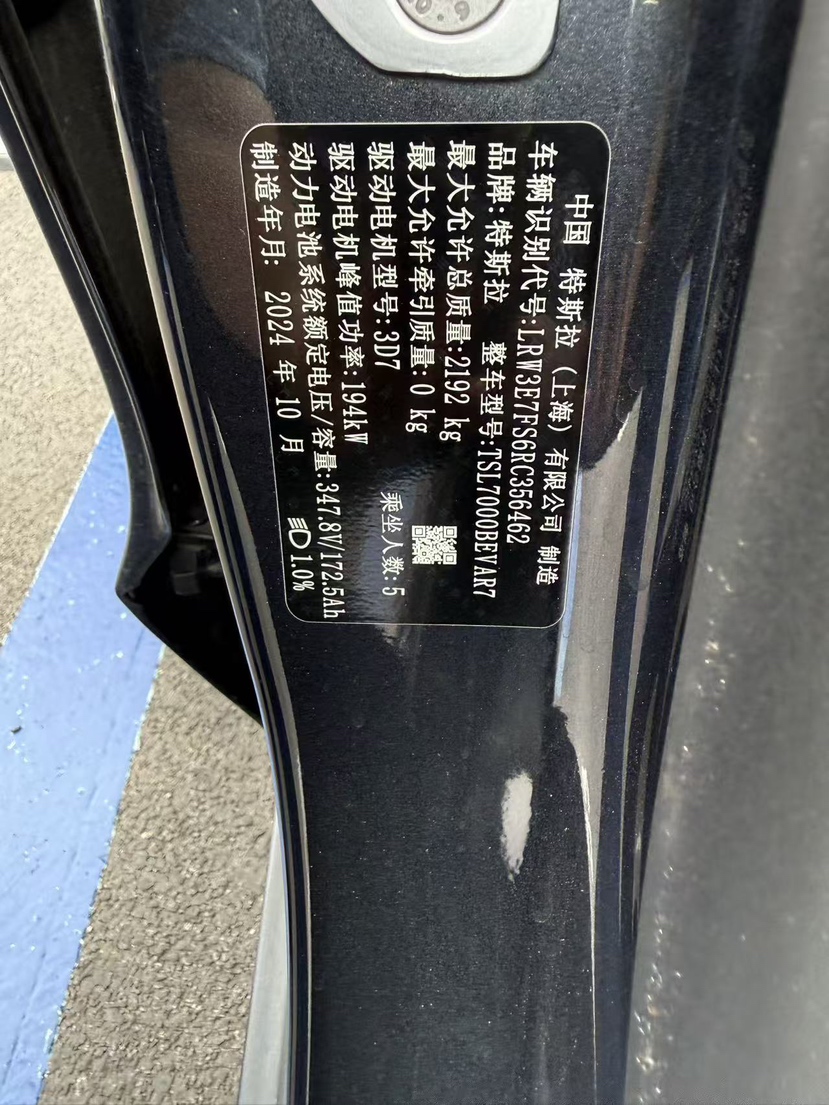 中国 特斯拉（上海）有限公司 制造
车辆识别代号:LRW3E7FS6RC356462
品牌:特斯拉 整车型号:TSL7000BEVAR7
最大允许总质量:2192 kg
最大允许牵引质量:0 kg
驱动电机型号:3D7 乘坐人数:5
驱动电机峰值功率:194kW
动力电池系统额定电压/容量:347.8V/172.5Ah
制造年月: 2024 年 10 月 1.0%